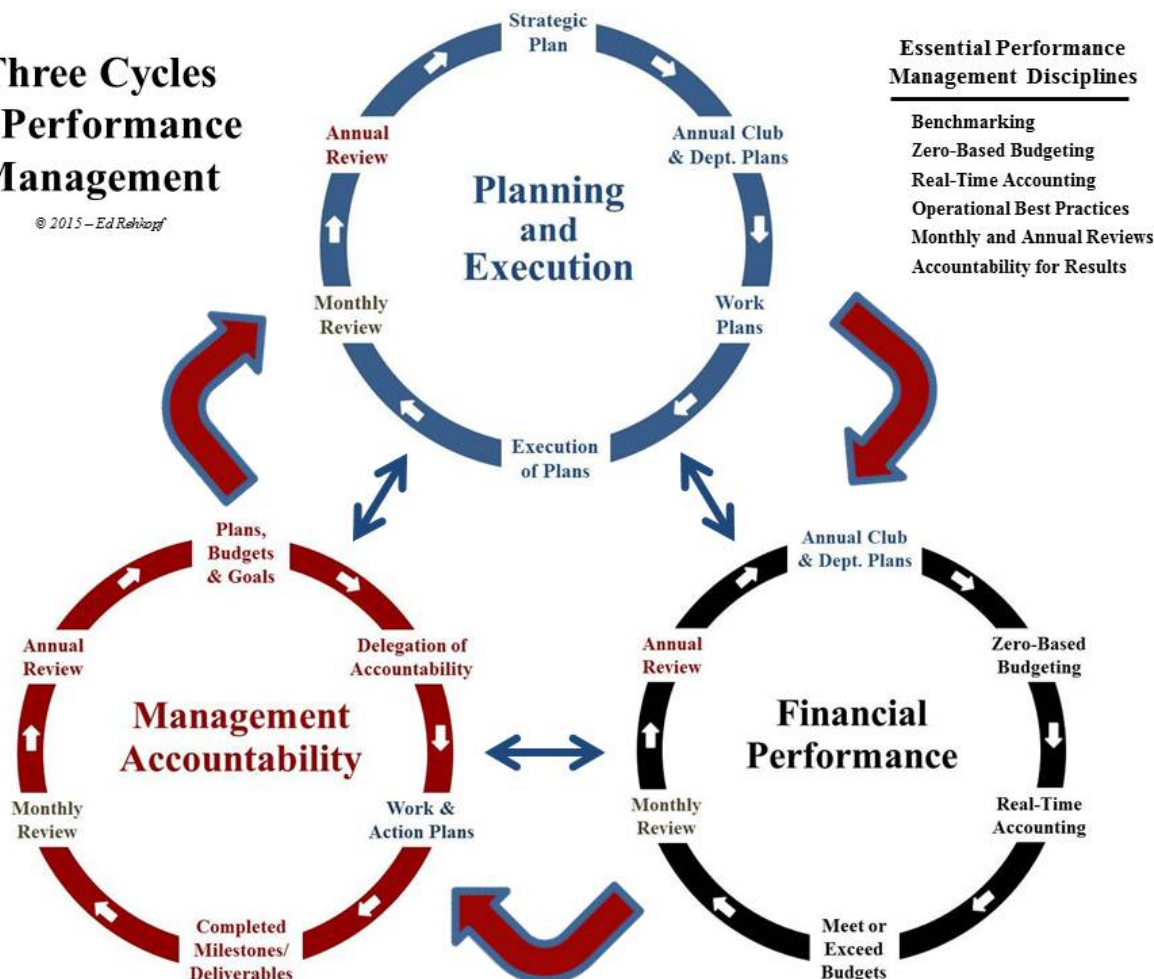 Three Cycles
Performance
Management
© 2015 – Ed Rehkopf
Essential Performance
Management Disciplines
Benchmarking
Zero-Based Budgeting
Real-Time Accounting
Operational Best Practices
Monthly and Annual Reviews
Accountability for Results
Strategic
Plan
Annual Club
& Dept. Plans
Work
Plans
Execution
of Plans
Monthly
Review
Annual
Review
Planning
and
Execution
Plans,
Budgets
& Goals
Delegation of
Accountability
Work &
Action Plans
Completed
Milestones/
Deliverables
Monthly
Review
Annual
Review
Management
Accountability
Annual Club
& Dept. Plans
Zero-Based
Budgeting
Real-Time
Accounting
Meet or
Exceed
Budgets
Monthly
Review
Annual
Review
Financial
Performance